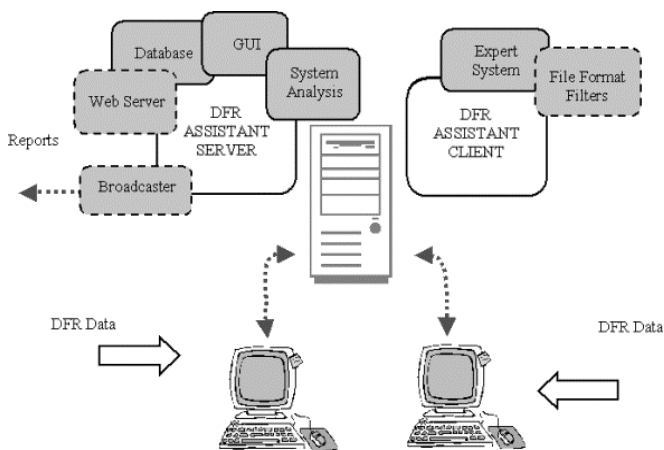 Database
GUI
System
Analysis
Web Server
DFR
ASSISTANT
SERVER
Broadcaster
Reports
Expert
System
File Format
Filters
DFR
ASSISTANT
CLIENT
DFR Data
DFR Data